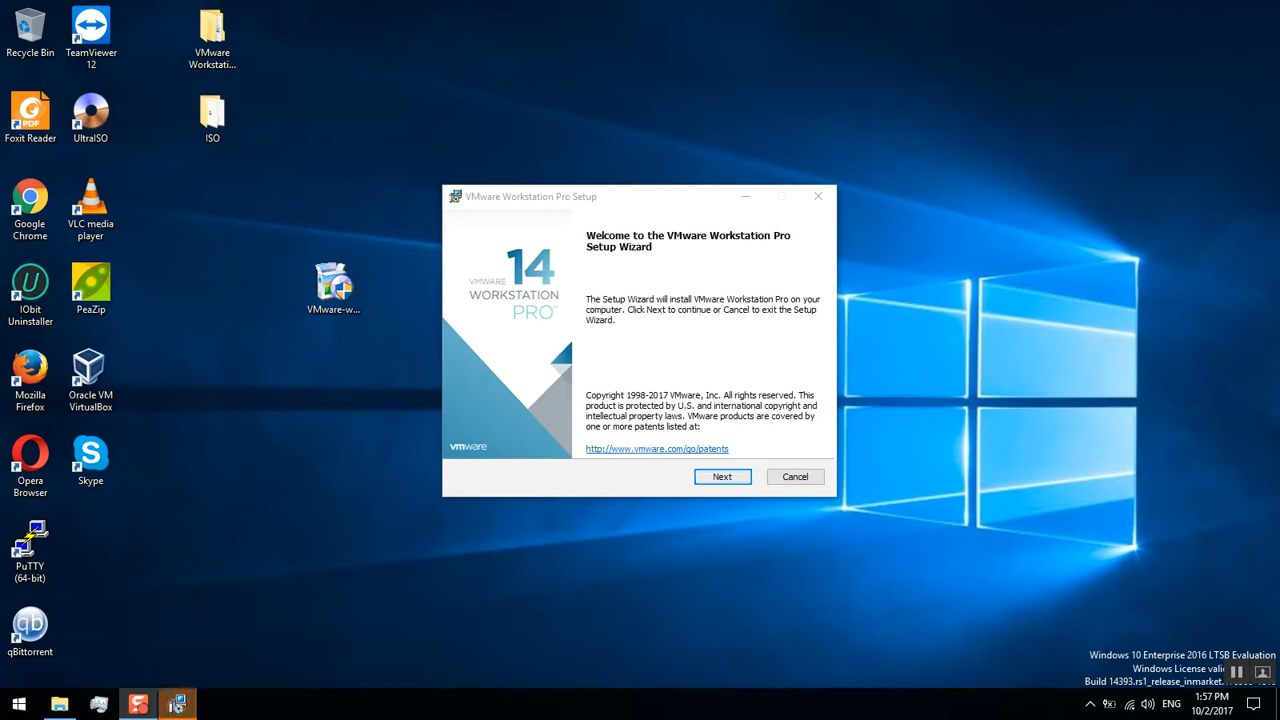 Recycle Bin
TeamViewer
12
VMware
Workstati...
Foxit Reader
UltraISO
ISO
Google
Chrome
VLC media
player
IObit
Uninstaller
PeaZip
VMware-w...
Mozilla
Firefox
Oracle VM
VirtualBox
Opera
Browser
Skype
PuTTY
(64-bit)
qb
qBittorrent
PDF
VMware Workstation Pro Setup
VMWARE 14
WORKSTATION
PRO™
vmware
Welcome to the VMware Workstation Pro
Setup Wizard
The Setup Wizard will install VMware Workstation Pro on your
computer. Click Next to continue or Cancel to exit the Setup
Wizard.
Copyright 1998-2017 VMware, Inc. All rights reserved. This
product is protected by U.S. and international copyright and
intellectual property laws. VMware products are covered by
one or more patents listed at:
http://www.vmware.com/go/patents
Next
Cancel
Windows 10 Enterprise 2016 LTSB Evaluation
Windows License
Build 14393.rs1_release_inmarket
ENG
1:57 PM
10/2/2017